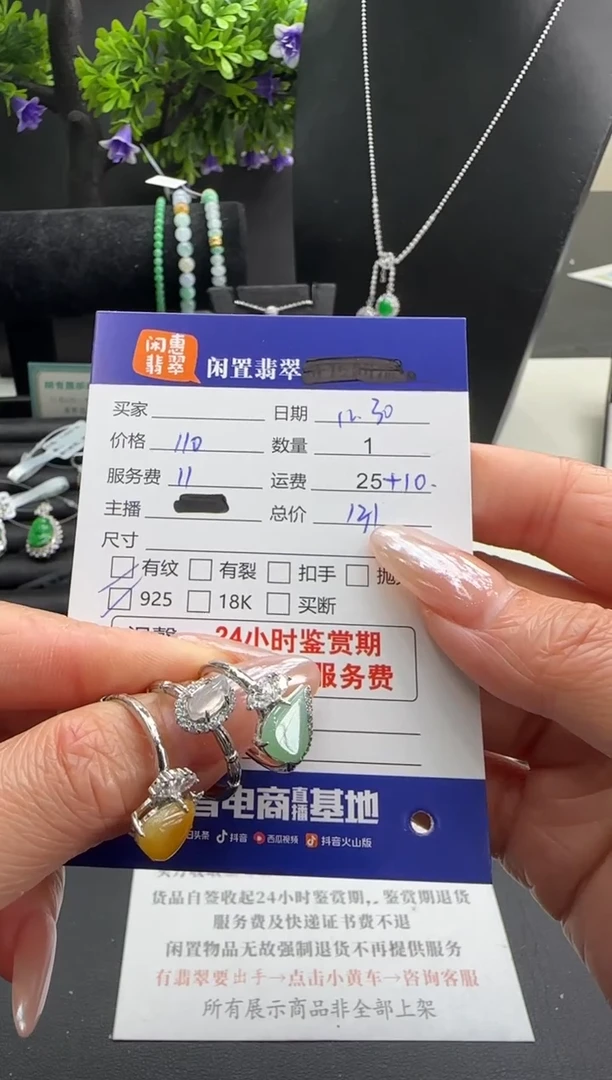 闲惠
翡翠
闲置翡翠
买家 日期 12.30
价格 110 数量 1
服务费 11 运费 25+10.
主播 总价 121
尺寸
有纹 有裂 扣手
925 18K 买断
24小时鉴赏期
服务费
电商直播基地
抖音 西瓜视频 抖音火山版
货品自签收起24小时鉴赏期,鉴赏期退货
服务费及快递证书费不退
闲置物品无故强制退货不再提供服务
有翡翠要出手→点击小黄车→咨询客服
所有展示商品非全部上架